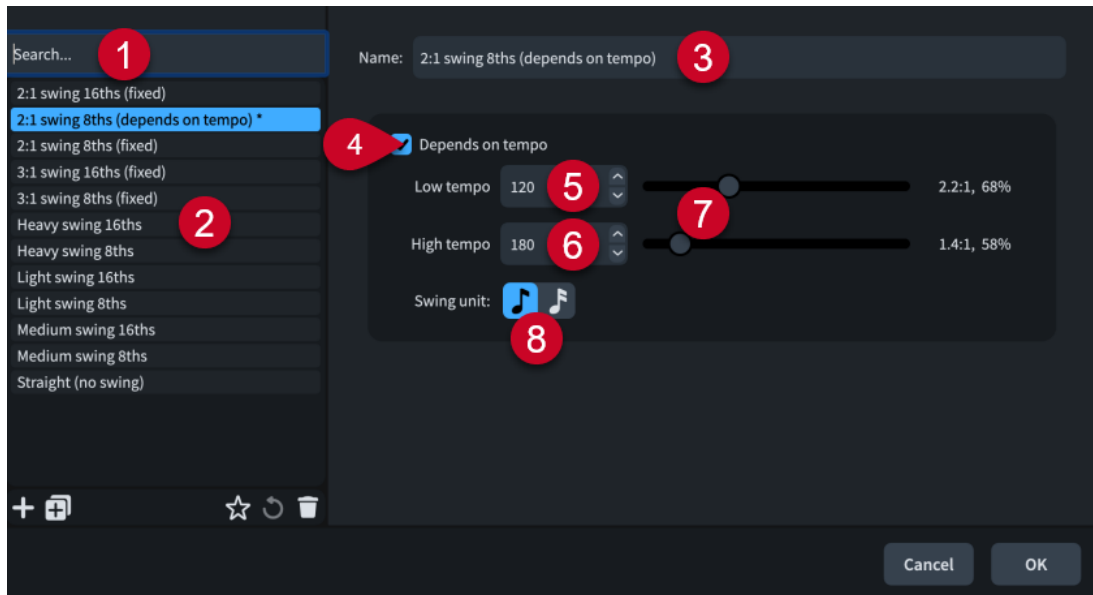 Search...
1
2:1 swing 16ths (fixed)
2:1 swing 8ths (depends on tempo) *
2:1 swing 8ths (fixed)
3:1 swing 16ths (fixed)
3:1 swing 8ths (fixed)
Heavy swing 16ths
2
Heavy swing 8ths
Light swing 16ths
Light swing 8ths
Medium swing 16ths
Medium swing 8ths
Straight (no swing)
Name: 2:1 swing 8ths (depends on tempo)
3
4
Depends on tempo
Low tempo 120 5 2.2:1, 68%
7
High tempo 180 6 1.4:1, 58%
Swing unit:
8
Cancel OK